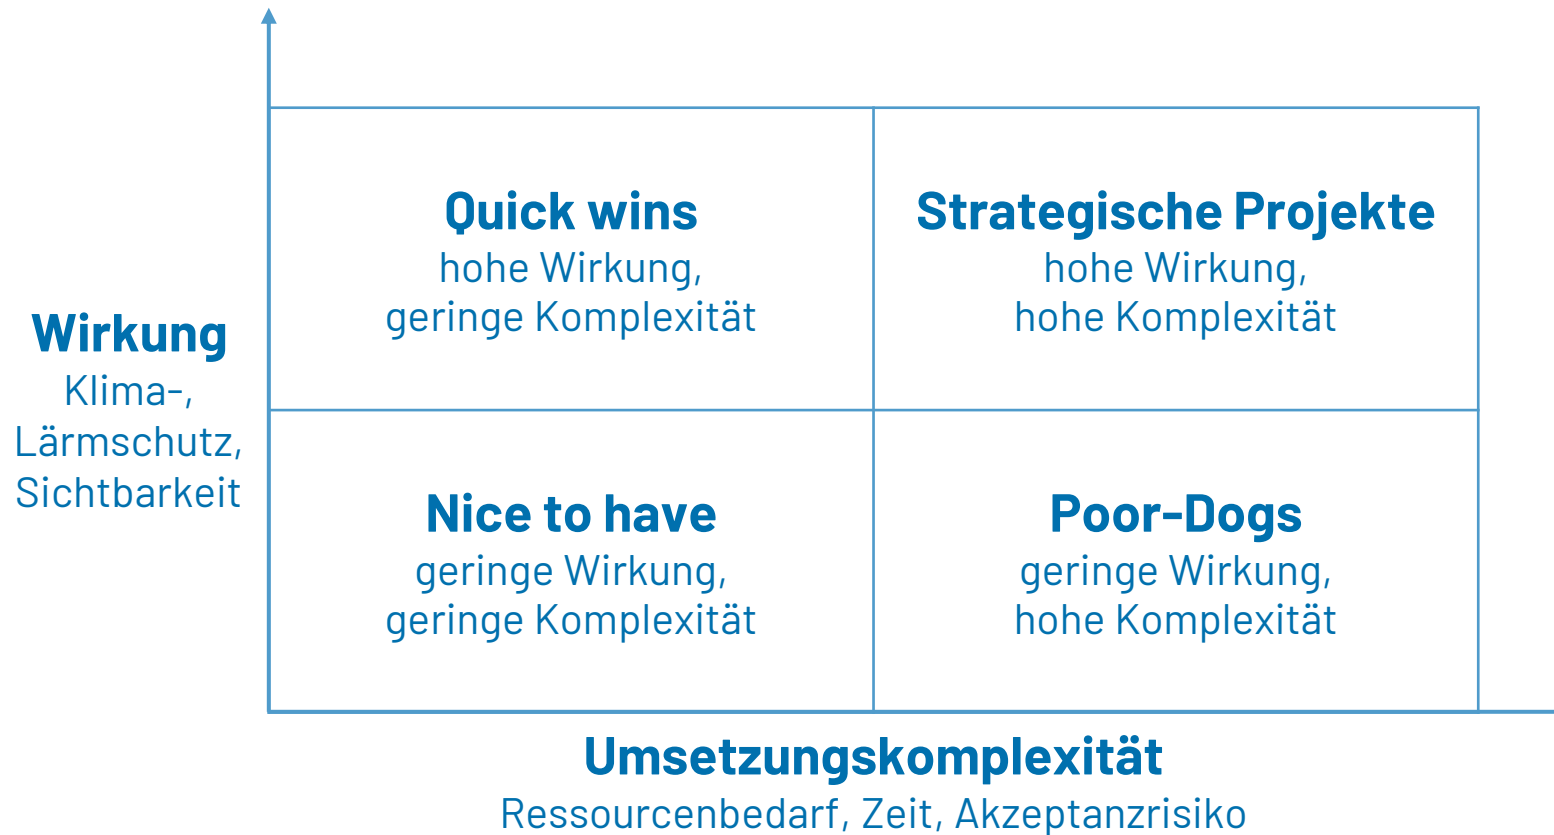 Quick wins
hohe Wirkung,
geringe Komplexität
Strategische Projekte
hohe Wirkung,
hohe Komplexität
Wirkung
Klima-,
Lärmschutz,
Sichtbarkeit
Nice to have
geringe Wirkung,
geringe Komplexität
Poor-Dogs
geringe Wirkung,
hohe Komplexität
Umsetzungskomplexität
Ressourcenbedarf, Zeit, Akzeptanzrisiko